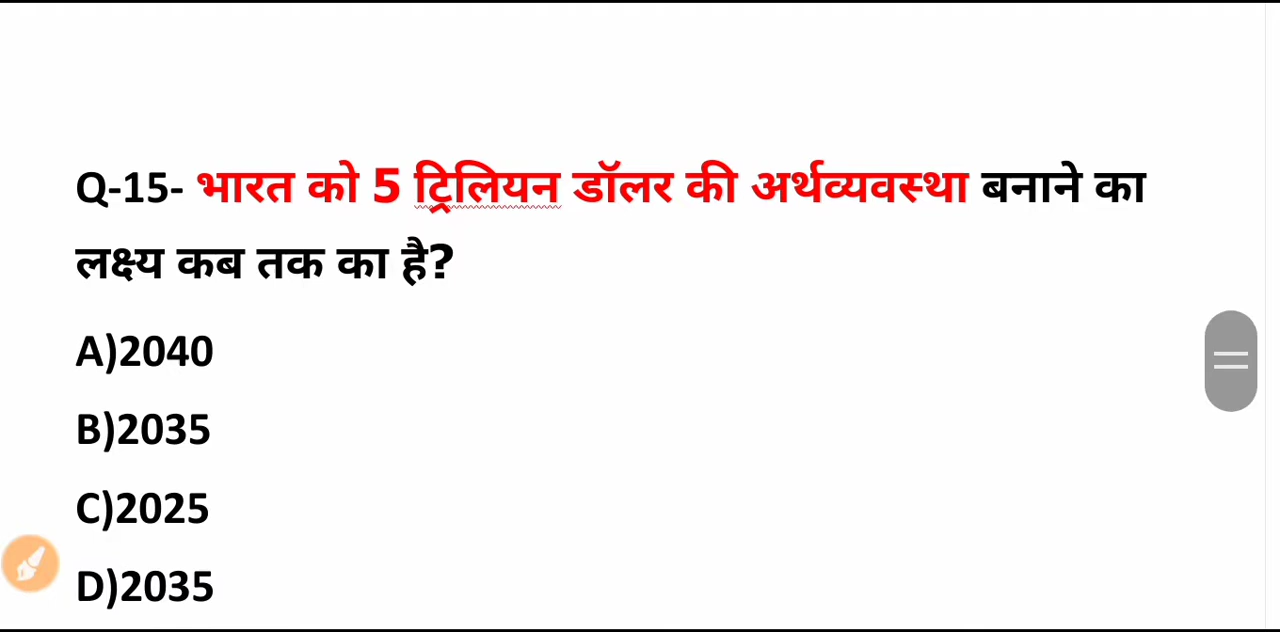 Q-15- भारत को 5 ट्रिलियन डॉलर की अर्थव्यवस्था बनाने का
लक्ष्य कब तक का है?
A)2040
B)2035
C)2025
D)2035